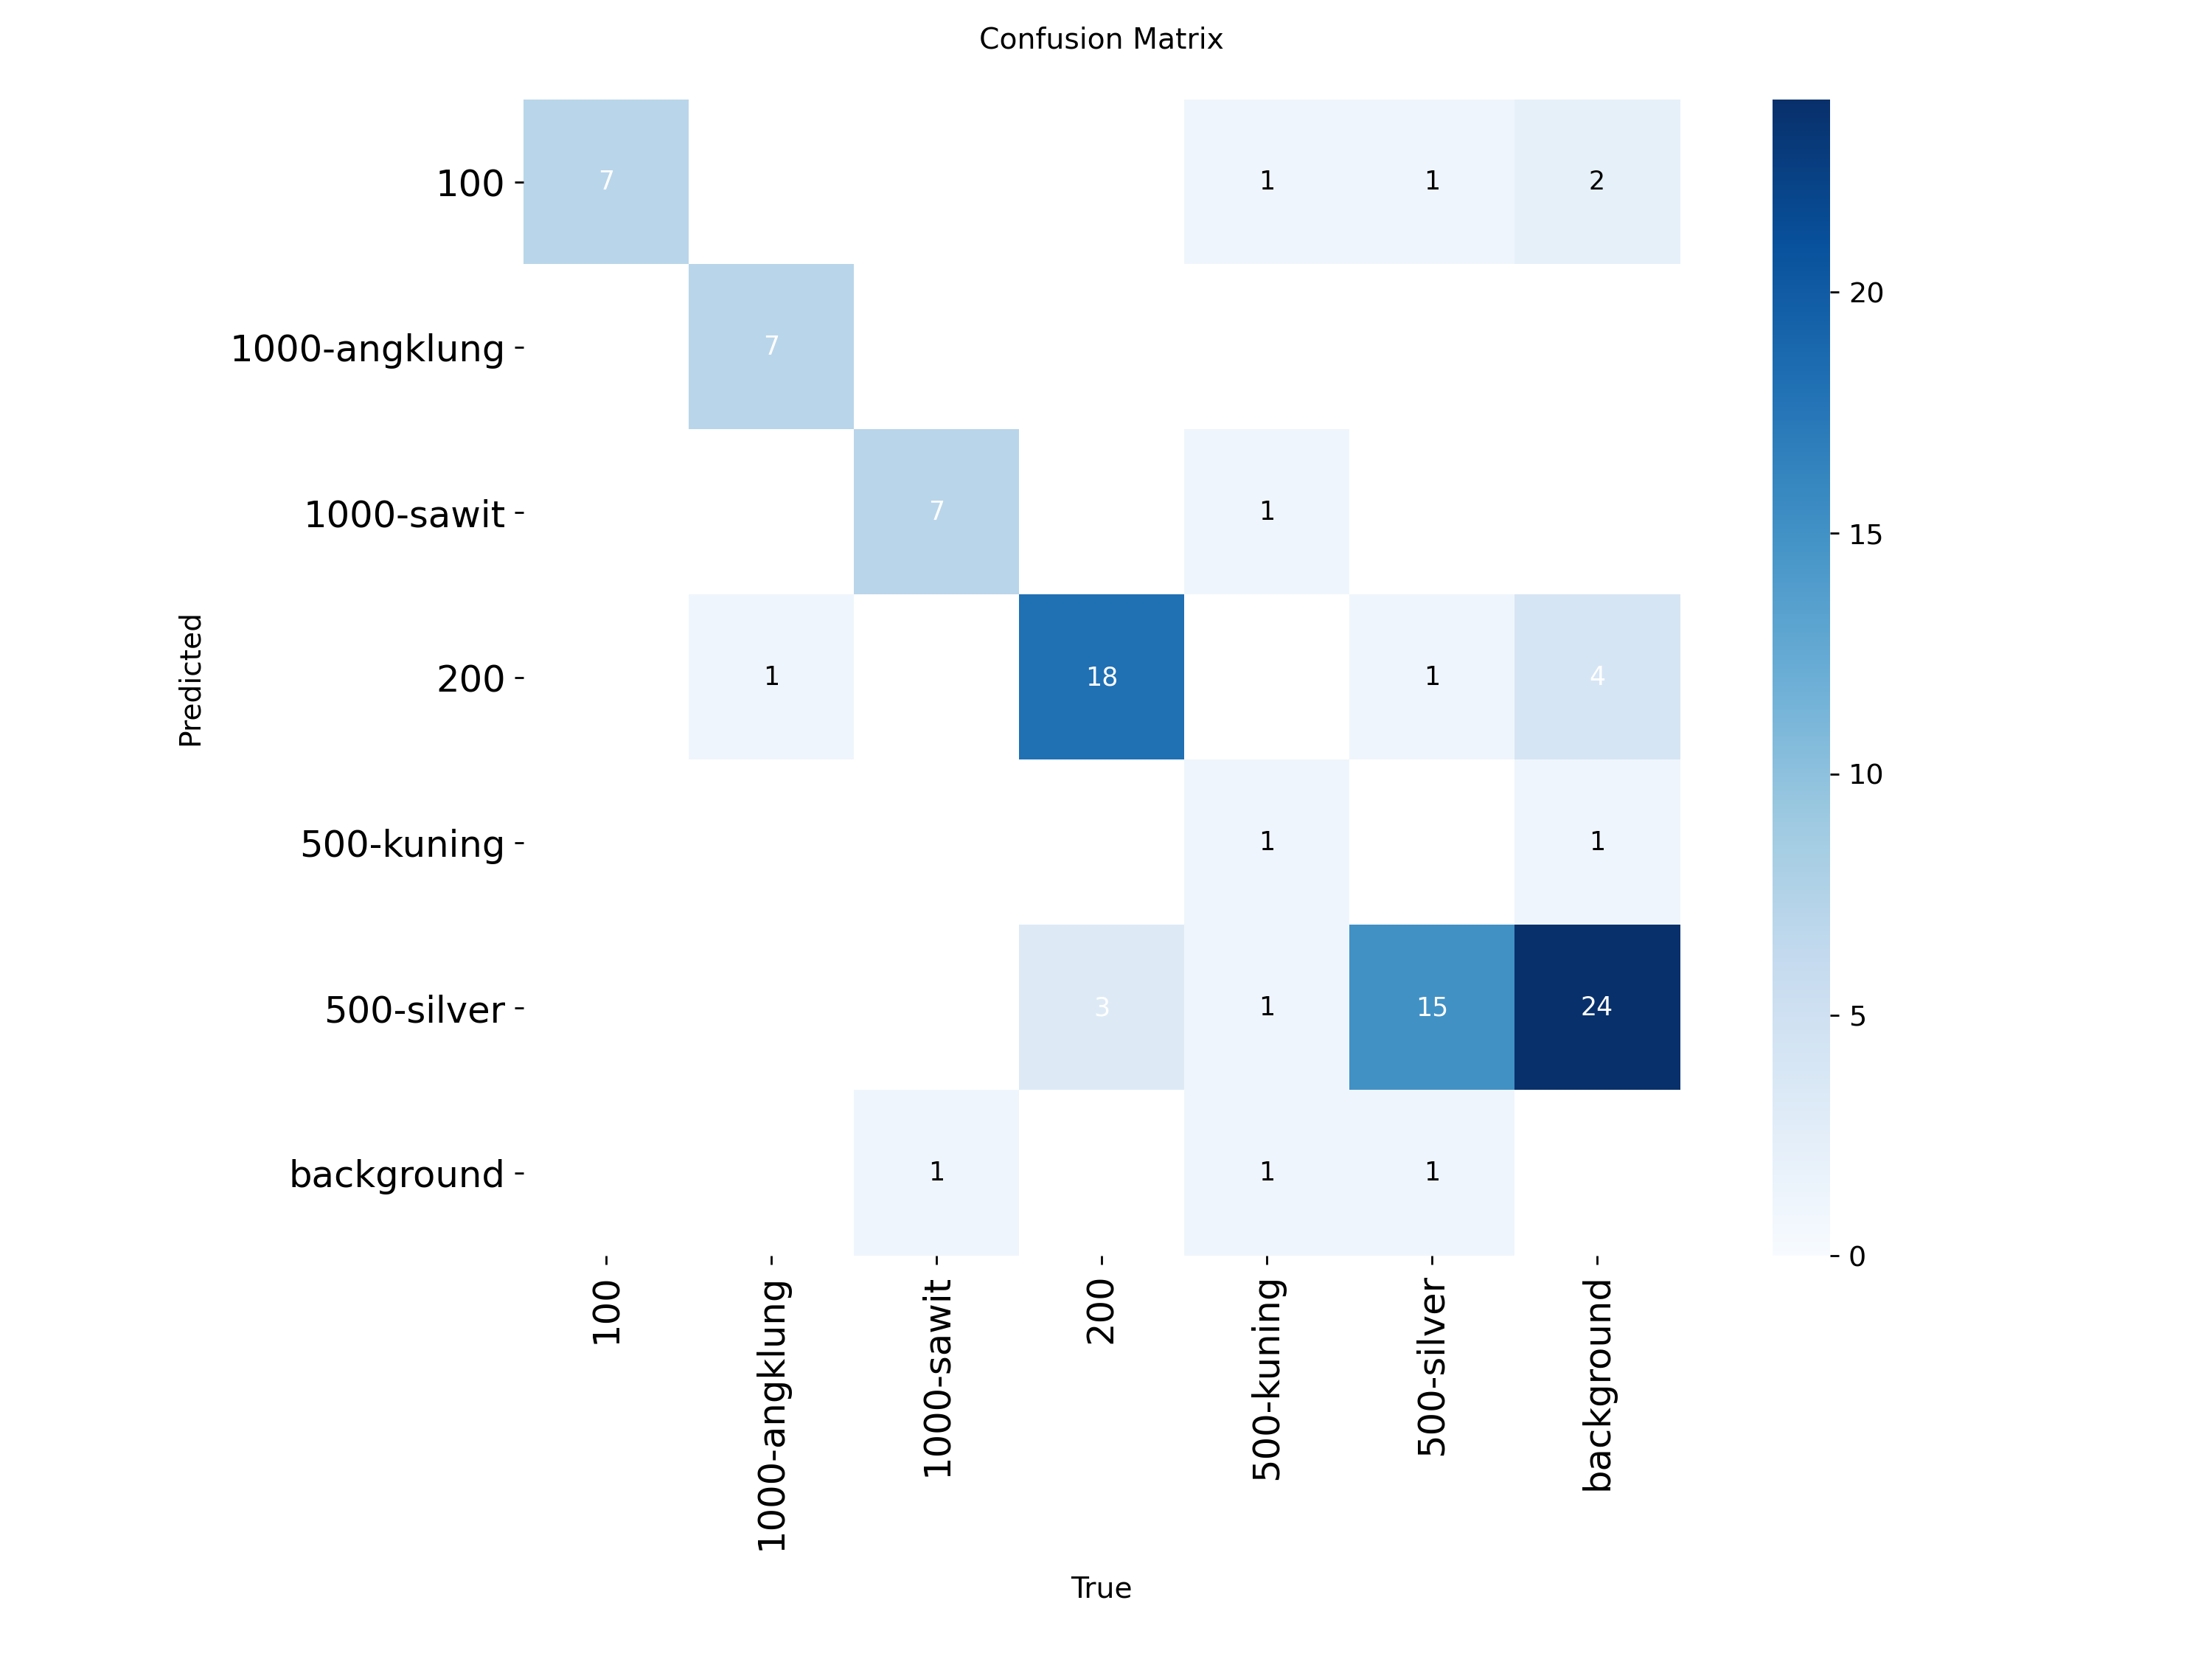 Confusion Matrix
100 7 1 1 2
1000-angklung 7
1000-sawit 7 1
200 1 18 1 4
500-kuning 1 1
500-silver 3 1 15 24
background 1 1 1
Predicted
100 1000-angklung 1000-sawit 200 500-kuning 500-silver background
True
20
15
10
5
0